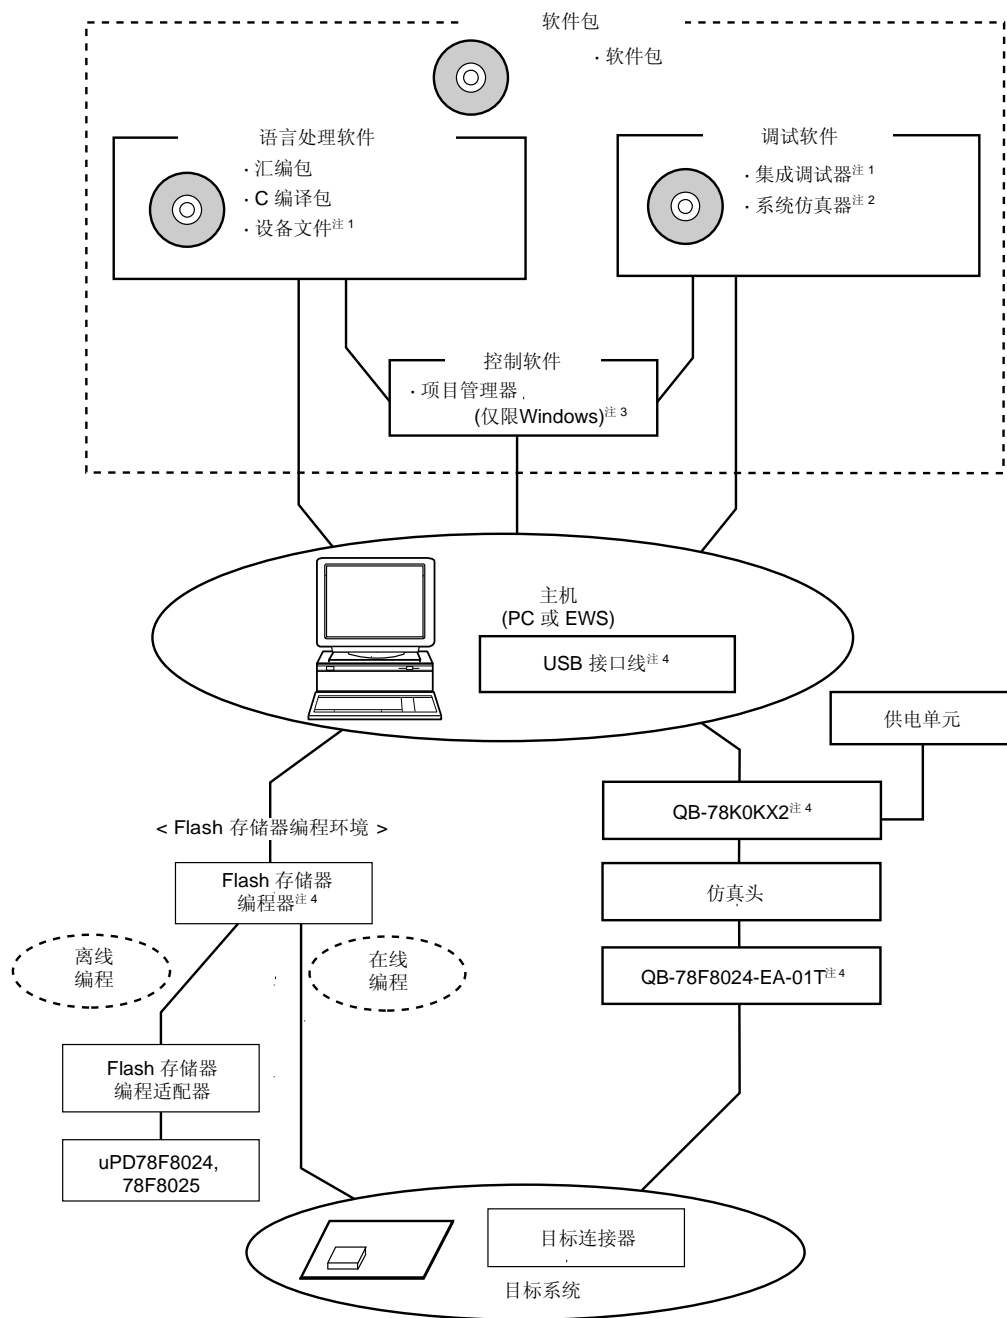 软件包
· 软件包
语言处理软件
· 汇编包
· C 编译包
· 设备文件注 1
调试软件
· 集成调试器注 1
· 系统仿真器注 2
控制软件
· 项目管理器
(仅限Windows)注 3
主机
(PC 或 EWS)
USB 接口线注 4
供电单元
QB-78K0KX2注 4
< Flash 存储器编程环境 >
Flash 存储器
编程器注 4
仿真头
离线
编程
在线
编程
QB-78F8024-EA-01T注 4
Flash 存储器
编程适配器
uPD78F8024,
78F8025
目标连接器
目标系统